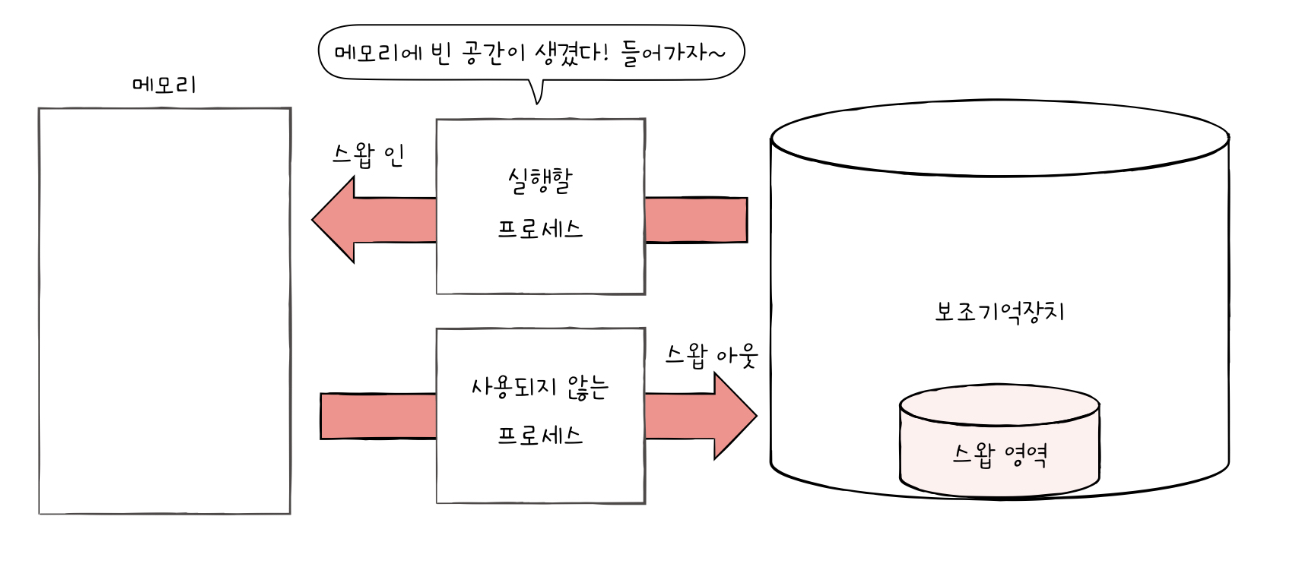 메모리에 빈 공간이 생겼다! 들어가자~
메모리
스왑 인
실행할
프로세스
스왑 아웃
사용되지 않는
프로세스
보조기억장치
스왑 영역